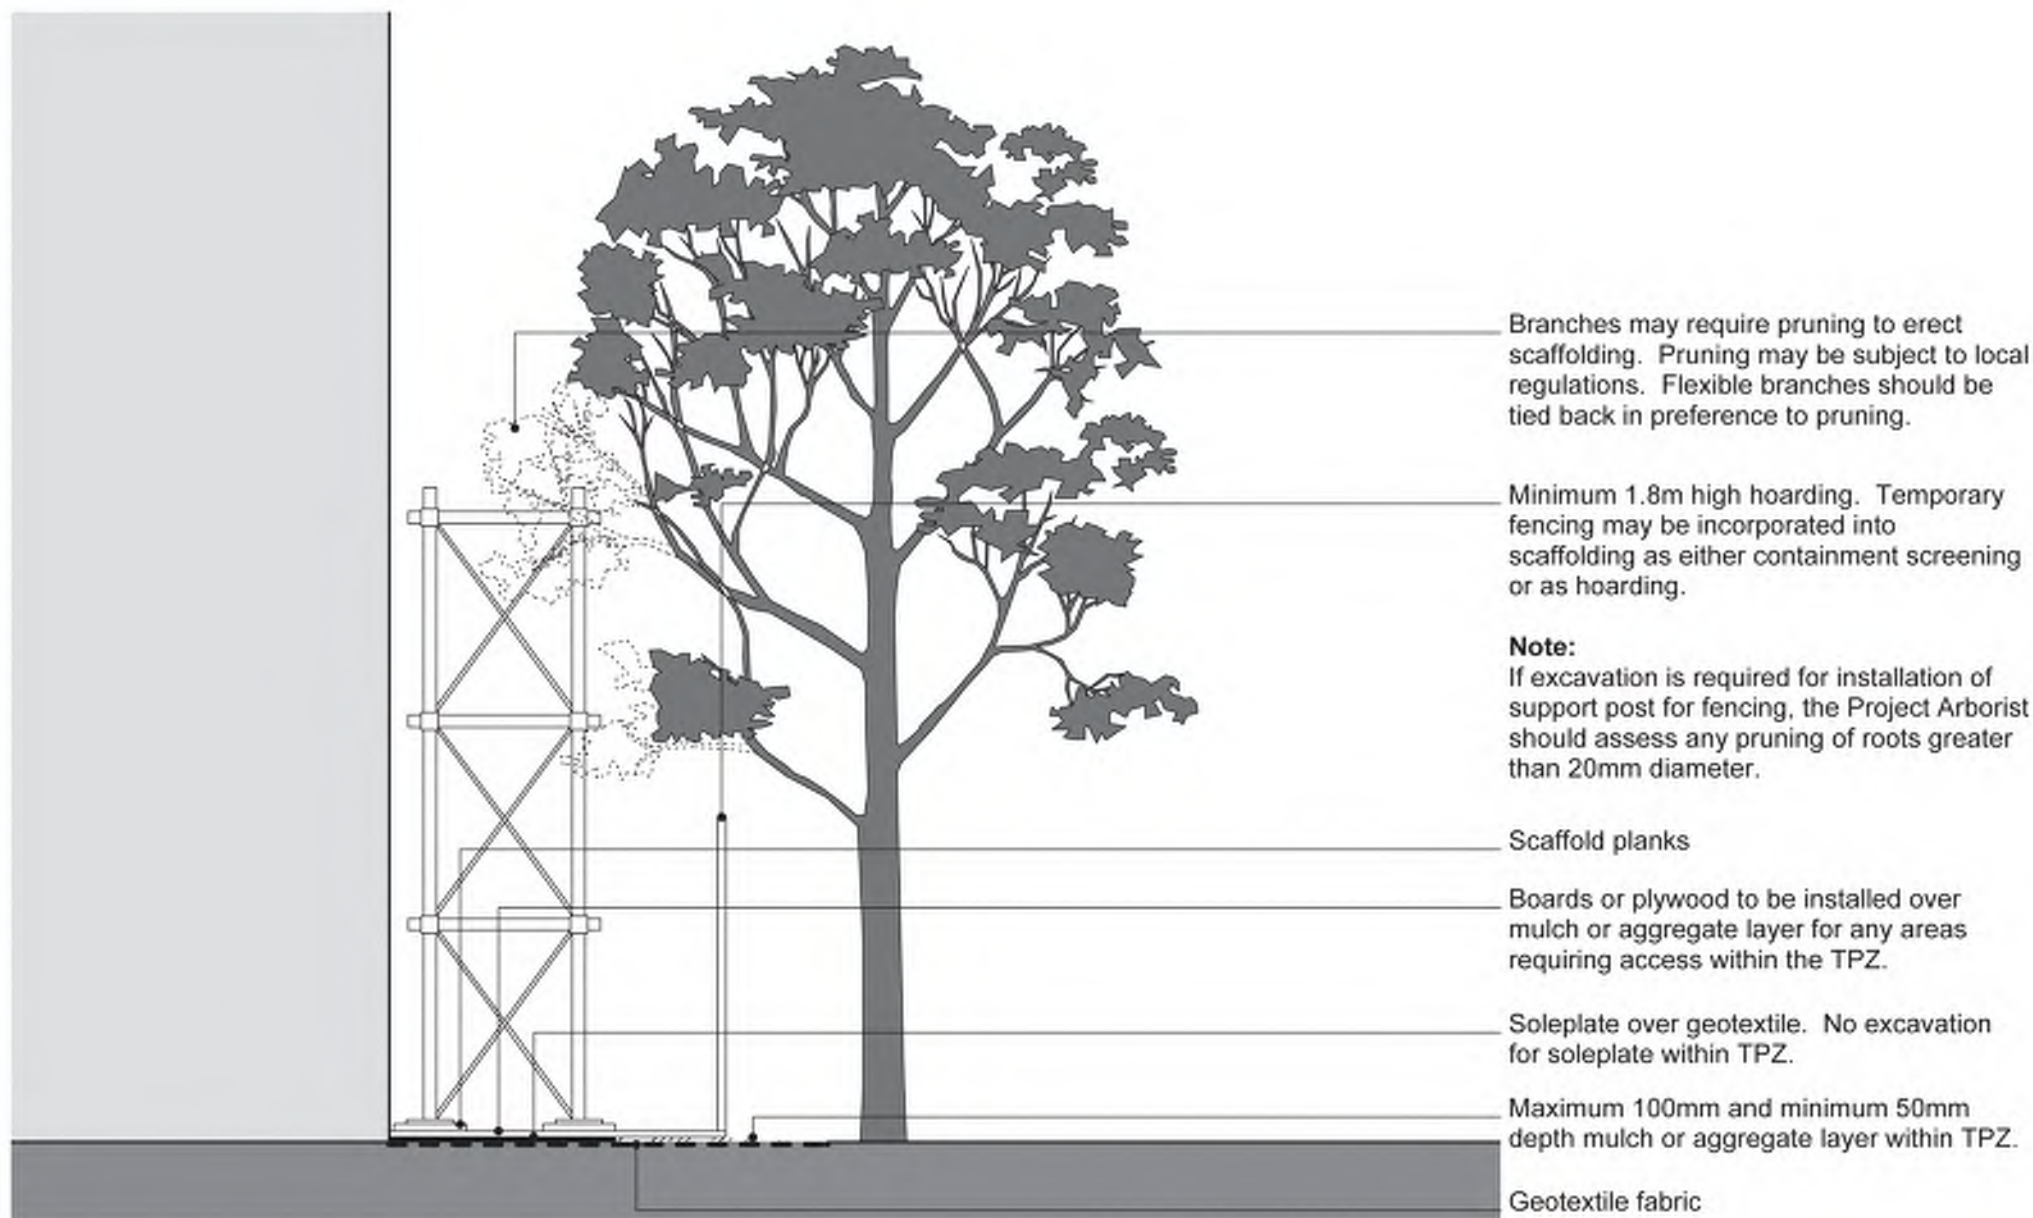 Branches may require pruning to erect
scaffolding. Pruning may be subject to local
regulations. Flexible branches should be
tied back in preference to pruning.
Minimum 1.8m high hoarding. Temporary
fencing may be incorporated into
scaffolding as either containment screening
or as hoarding.
Note:
If excavation is required for installation of
support post for fencing, the Project Arborist
should assess any pruning of roots greater
than 20mm diameter.
Scaffold planks
Boards or plywood to be installed over
mulch or aggregate layer for any areas
requiring access within the TPZ.
Soleplate over geotextile. No excavation
for soleplate within TPZ.
Maximum 100mm and minimum 50mm
depth mulch or aggregate layer within TPZ.
Geotextile fabric